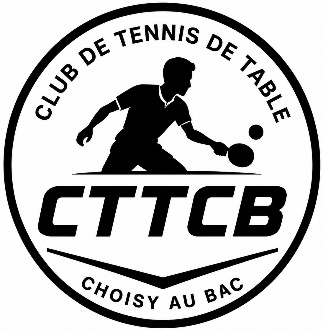 CLUB DE TENNIS DE TABLE
CTTCB
CHOISY AU BAC